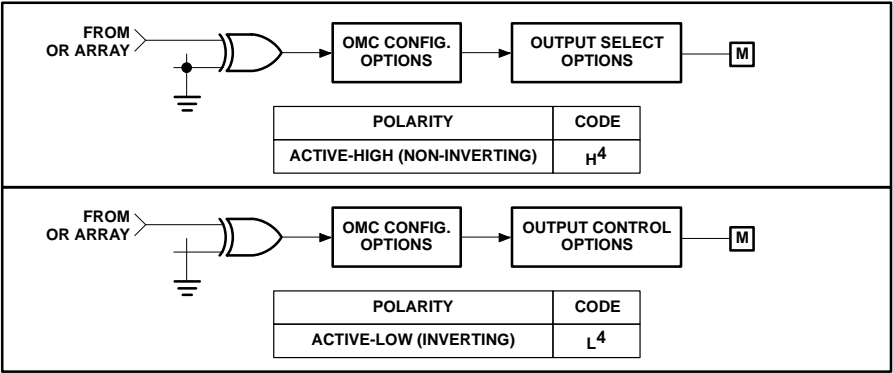 FROM
OR ARRAY
OMC CONFIG.
OPTIONS
OUTPUT SELECT
OPTIONS
M
POLARITY CODE
ACTIVE-HIGH (NON-INVERTING) H4
FROM
OR ARRAY
OMC CONFIG.
OPTIONS
OUTPUT CONTROL
OPTIONS
M
POLARITY CODE
ACTIVE-LOW (INVERTING) L4